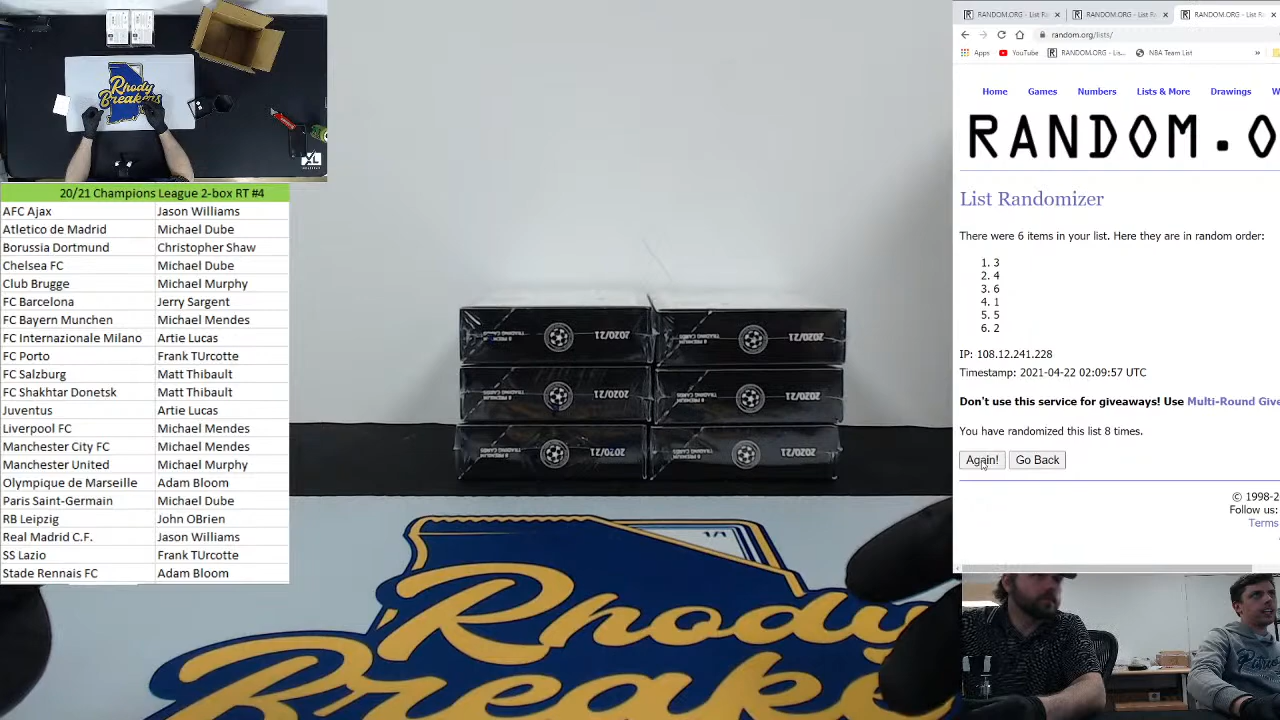 Rhody
Breakers
XL
20/21 Champions League 2-box RT #4
AFC Ajax Jason Williams
Atletico de Madrid Michael Dube
Borussia Dortmund Christopher Shaw
Chelsea FC Michael Dube
Club Brugge Michael Murphy
FC Barcelona Jerry Sargent
FC Bayern Munchen Michael Mendes
FC Internazionale Milano Artie Lucas
FC Porto Frank TUrcotte
FC Salzburg Matt Thibault
FC Shakhtar Donetsk Matt Thibault
Juventus Artie Lucas
Liverpool FC Michael Mendes
Manchester City FC Michael Mendes
Manchester United Michael Murphy
Olympique de Marseille Adam Bloom
Paris Saint-Germain Michael Dube
RB Leipzig John OBrien
Real Madrid C.F. Jason Williams
SS Lazio Frank TUrcotte
Stade Rennais FC Adam Bloom
2020/21 2020/21
2020/21 2020/21
2020/21 2020/21
1/1
Rhody
Breake
RANDOM.ORG - List Ra RANDOM.ORG - List Ra RANDOM.ORG - List Ra
random.org/lists/
Apps YouTube RANDOM.ORG - Lis... NBA Team List »
Home Games Numbers Lists & More Drawings W
RANDOM.O
List Randomizer
There were 6 items in your list. Here they are in random order:
1. 3
2. 4
3. 6
4. 1
5. 5
6. 2
IP: 108.12.241.228
Timestamp: 2021-04-22 02:09:57 UTC
Don't use this service for giveaways! Use Multi-Round Give
You have randomized this list 8 times.
Again! Go Back
© 1998-2
Follow us:
Terms